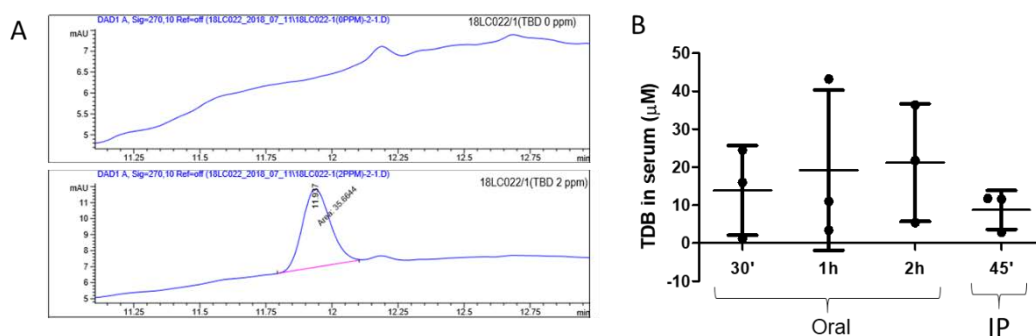 A
DAD1 A, Sig=270,10 Ref=off (18LC022_2018_07_11\18LC022-1(0PPM)-2-1.D)
18LC022/1(TBD 0 ppm)
mAU
7
6.5
6
5.5
5
11.25 11.5 11.75 12 12.25 12.5 12.75 min
DAD1 A, Sig=270,10 Ref=off (18LC022_2018_07_11\18LC022-1(2PPM)-2-1.D)
18LC022/1(TBD 2 ppm)
mAU
11
10
9
8
7
6
5
11.937
Area: 35.6644
11.25 11.5 11.75 12 12.25 12.5 12.75 min
B
TDB in serum (μM)
50
40
30
20
10
0
-10
30' 1h 2h 45'
Oral IP